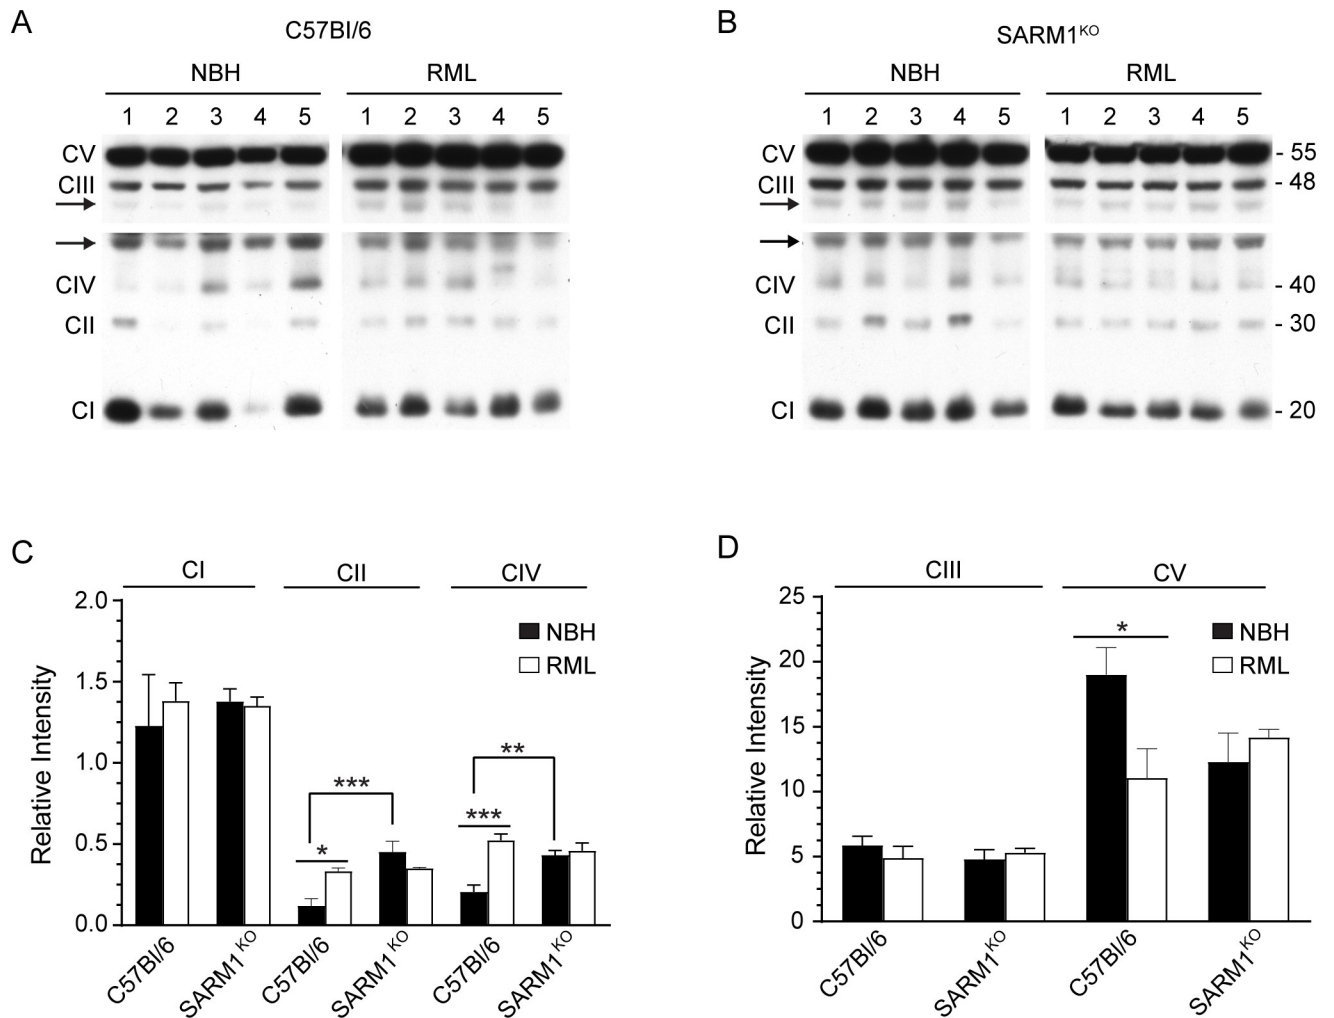 A
C57Bl/6
NBH RML
1 2 3 4 5 1 2 3 4 5
CV
CIII
CIV
CII
CI
B
SARM1KO
NBH RML
1 2 3 4 5 1 2 3 4 5
CV - 55
CIII - 48
CIV - 40
CII - 30
CI - 20
C
CI CII CIV
2.0
1.5
1.0
0.5
0.0
Relative Intensity
NBH
RML
*
***
***
**
C57Bl/6 SARM1KO C57Bl/6 SARM1KO C57Bl/6 SARM1KO
D
CIII CV
25
20
15
10
5
0
Relative Intensity
*
NBH
RML
C57Bl/6 SARM1KO C57Bl/6 SARM1KO